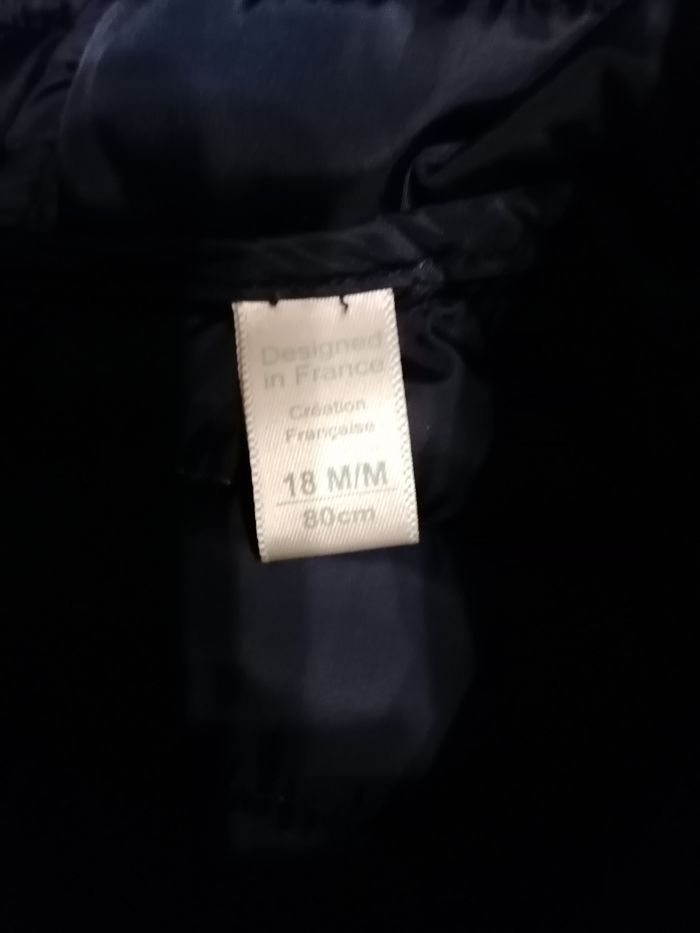 Designed
in France
Création
Française
18 M/M
80cm